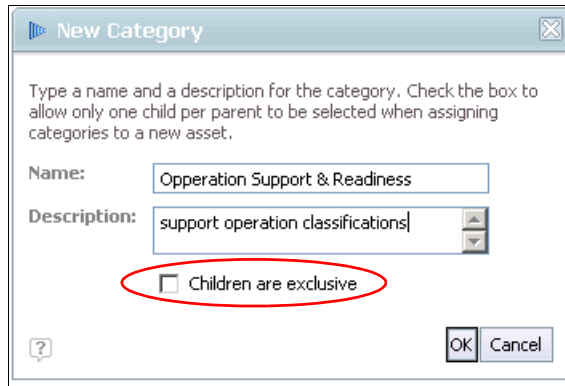 New Category
Type a name and a description for the category. Check the box to
allow only one child per parent to be selected when assigning
categories to a new asset.
Name: Opperation Support & Readiness
Description: support operation classifications
Children are exclusive
? OK Cancel